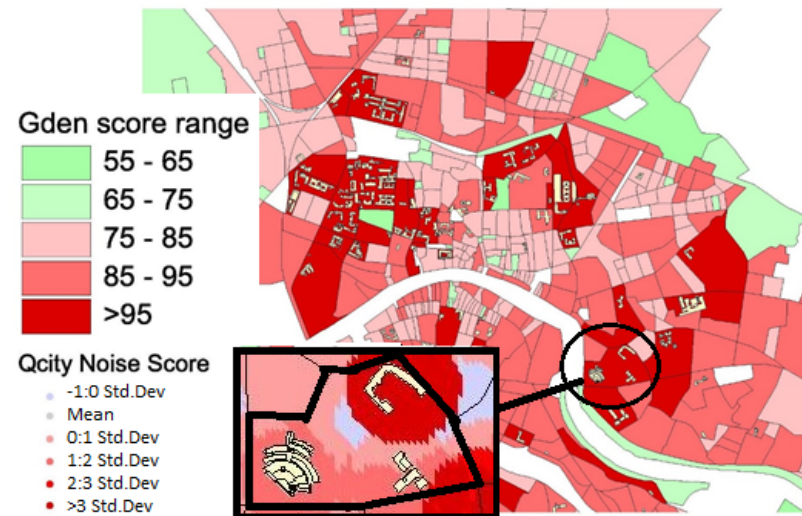 Gden score range
55 - 65
65 - 75
75 - 85
85 - 95
>95
Qcity Noise Score
-1:0 Std.Dev
Mean
0:1 Std.Dev
1:2 Std.Dev
2:3 Std.Dev
>3 Std.Dev